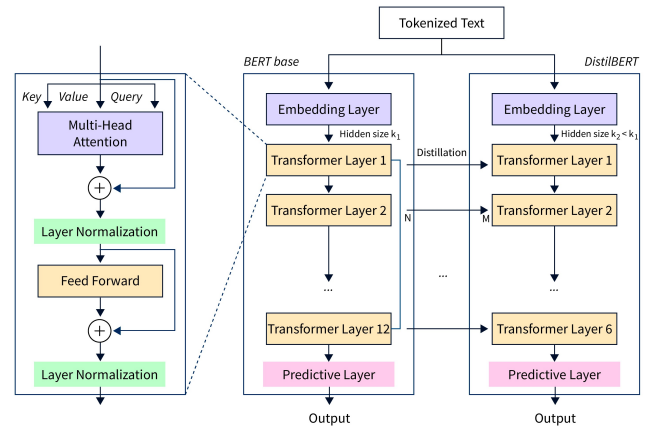 Tokenized Text
BERT base
DistilBERT
Key
Value
Query
Multi-Head
Attention
+
Layer Normalization
Feed Forward
+
Layer Normalization
Embedding Layer
Hidden size k1
Transformer Layer 1
Transformer Layer 2
...
Transformer Layer 12
Predictive Layer
Output
Distillation
N
M
...
Embedding Layer
Hidden size k2 < k1
Transformer Layer 1
Transformer Layer 2
...
Transformer Layer 6
Predictive Layer
Output